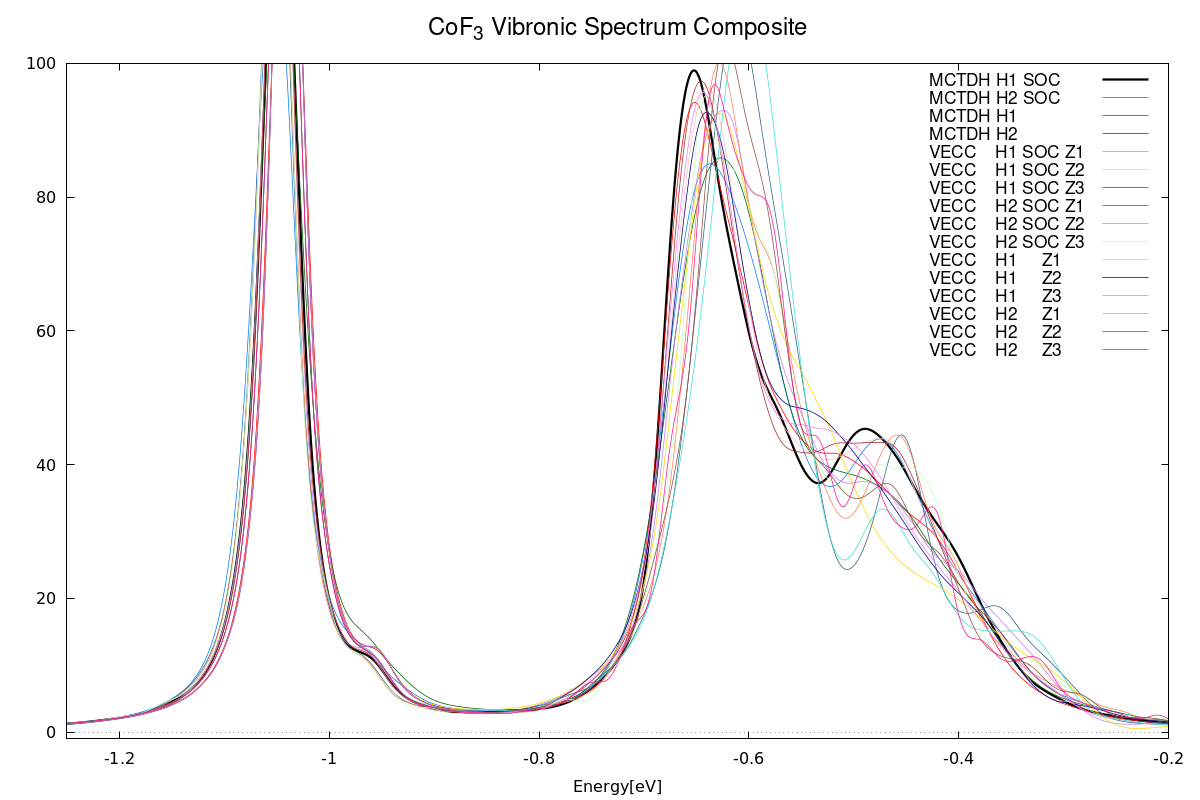 CoF3 Vibronic Spectrum Composite
100
80
60
40
20
0
MCTDH H1 SOC
MCTDH H2 SOC
MCTDH H1
MCTDH H2
VECC H1 SOC Z1
VECC H1 SOC Z2
VECC H1 SOC Z3
VECC H2 SOC Z1
VECC H2 SOC Z2
VECC H2 SOC Z3
VECC H1 Z1
VECC H1 Z2
VECC H1 Z3
VECC H2 Z1
VECC H2 Z2
VECC H2 Z3
-1.2 -1 -0.8 -0.6 -0.4 -0.2
Energy[eV]